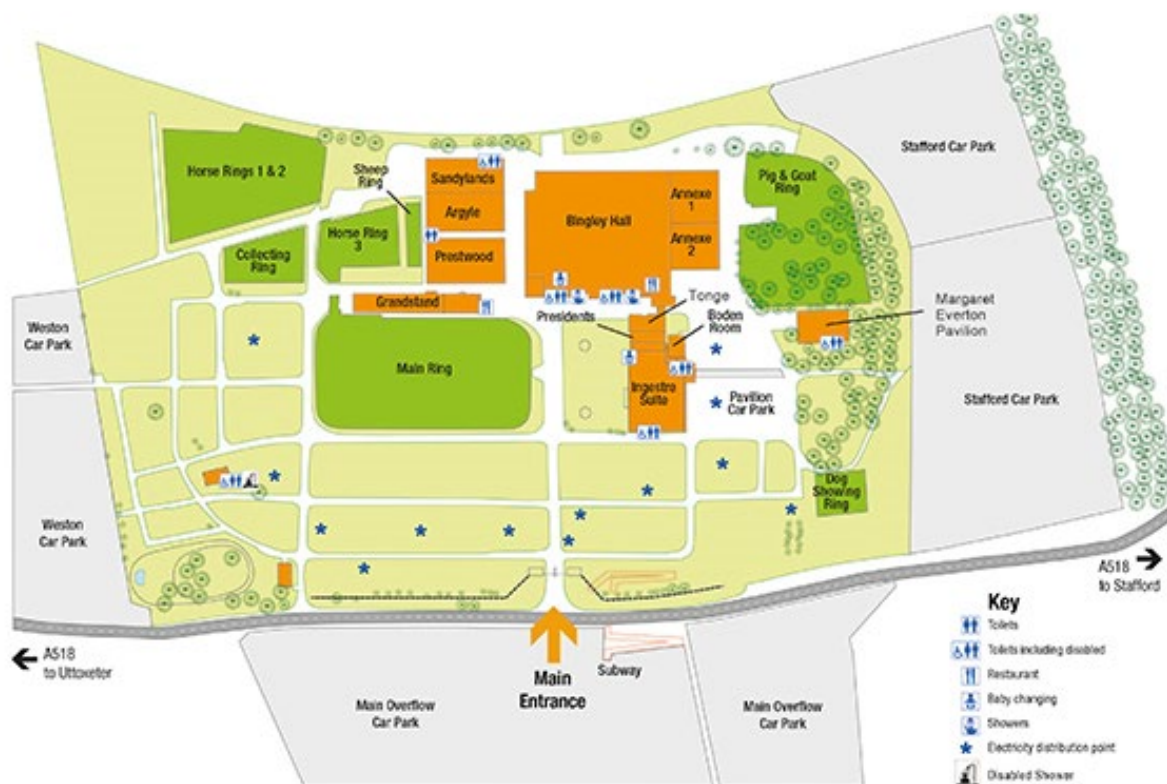 Stafford Car Park
Horse Rings 1 & 2
Sheep
Ring
Sandylands
Argyle
Prestwood
Bingley Hall
Annexe
1
Annexe
2
Pig & Goat
Ring
Horse Ring
3
Collecting
Ring
Grandstand
Tonge
Presidents
Boden
Room
Margaret
Everton
Pavilion
Weston
Car Park
Main Ring
Ingestre
Suite
Pavilion
Car Park
Stafford Car Park
Dog
Showing
Ring
Weston
Car Park
A518
to Stafford
A518
to Uttoxeter
Main
Entrance
Subway
Main Overflow
Car Park
Main Overflow
Car Park
Key
Toilets
Toilets including disabled
Restaurant
Baby changing
Showers
Electricity distribution point
Disabled Shower